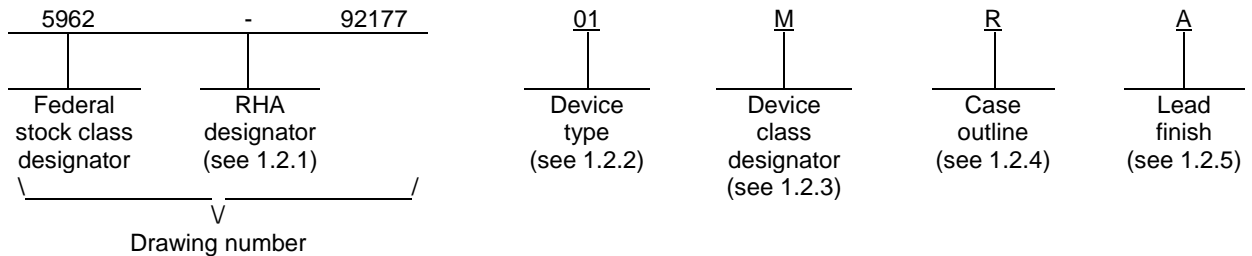 5962 - 92177 01 M R A
Federal stock class designator
RHA designator (see 1.2.1)
Device type (see 1.2.2)
Device class designator (see 1.2.3)
Case outline (see 1.2.4)
Lead finish (see 1.2.5)
Drawing number